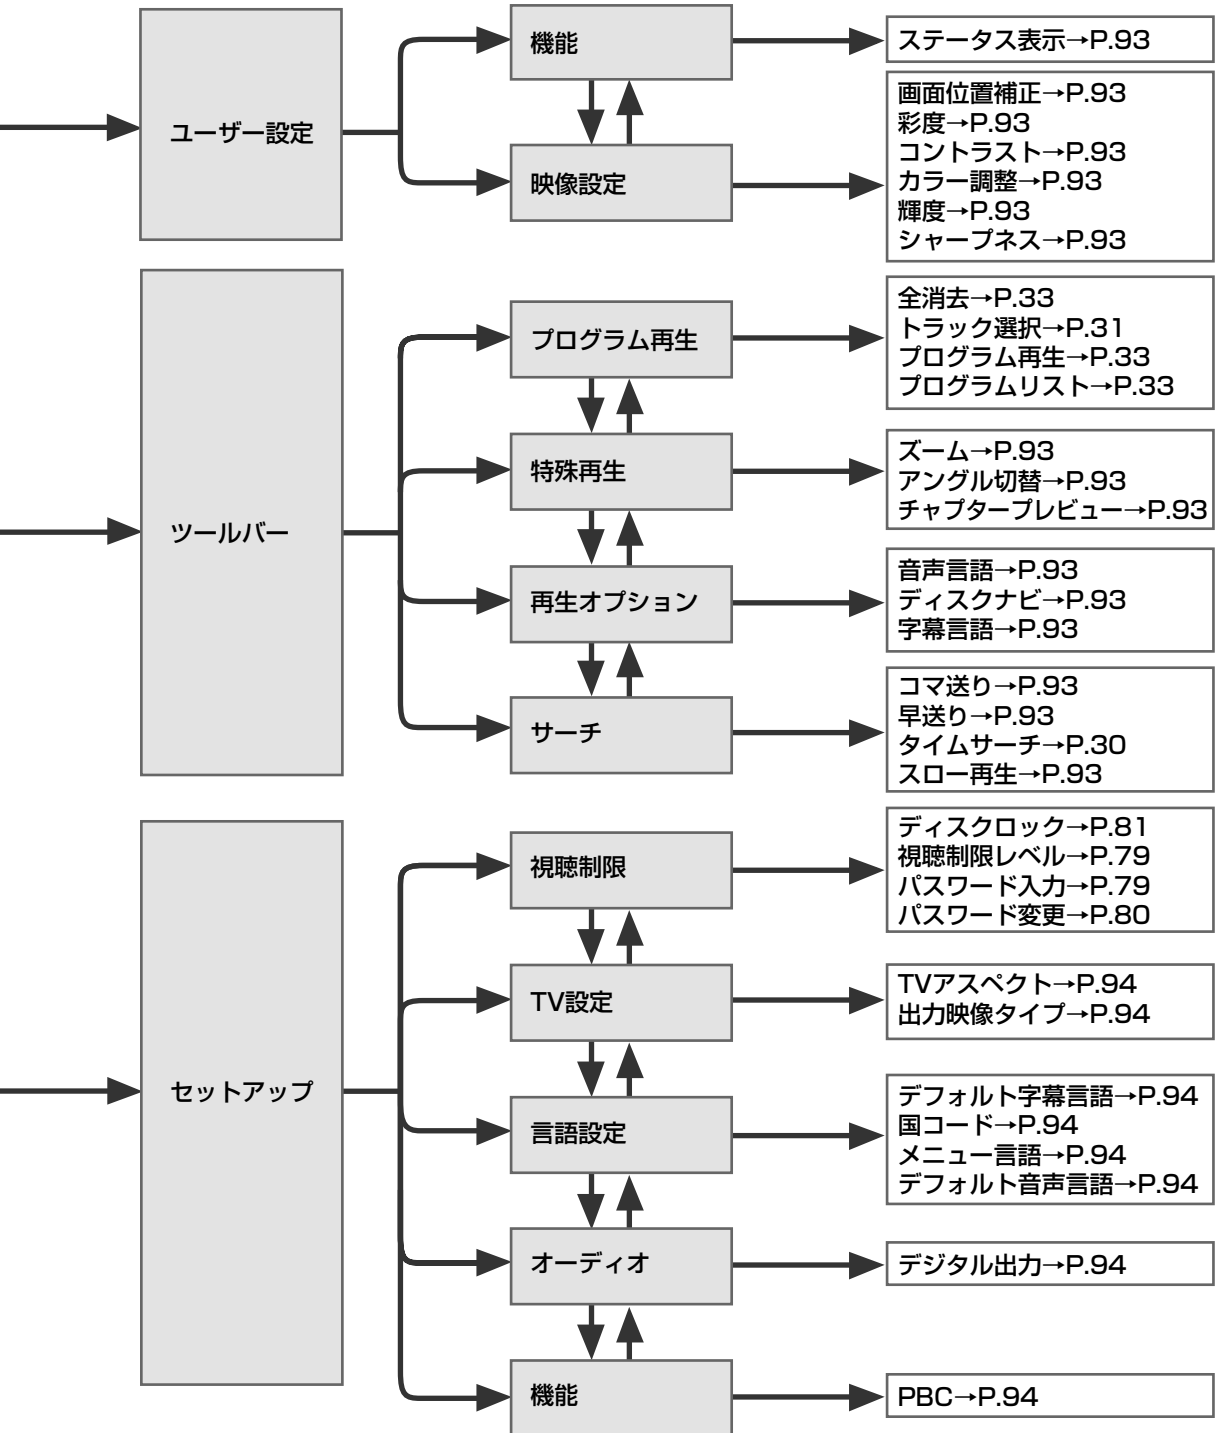 ユーザー設定
機能
ステータス表示→P.93
映像設定
画面位置補正→P.93
彩度→P.93
コントラスト→P.93
カラー調整→P.93
輝度→P.93
シャープネス→P.93
ツールバー
プログラム再生
全消去→P.33
トラック選択→P.31
プログラム再生→P.33
プログラムリスト→P.33
特殊再生
ズーム→P.93
アングル切替→P.93
チャプタープレビュー→P.93
再生オプション
音声言語→P.93
ディスクナビ→P.93
字幕言語→P.93
サーチ
コマ送り→P.93
早送り→P.93
タイムサーチ→P.30
スロー再生→P.93
セットアップ
視聴制限
ディスクロック→P.81
視聴制限レベル→P.79
パスワード入力→P.79
パスワード変更→P.80
TV設定
TVアスペクト→P.94
出力映像タイプ→P.94
言語設定
デフォルト字幕言語→P.94
国コード→P.94
メニュー言語→P.94
デフォルト音声言語→P.94
オーディオ
デジタル出力→P.94
機能
PBC→P.94